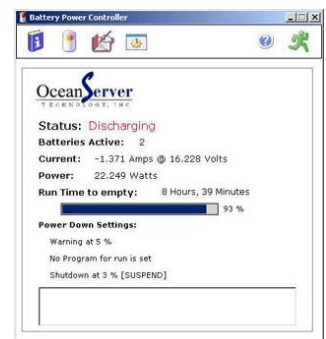 Battery Power Controller
OceanServer
TECHNOLOGY, INC
Status: Discharging
Batteries Active: 2
Current: -1.371 Amps @ 16.228 Volts
Power: 22.249 Watts
Run Time to empty: 8 Hours, 39 Minutes
93 %
Power Down Settings:
Warning at 5 %
No Program for run is set
Shutdown at 3 % [SUSPEND]